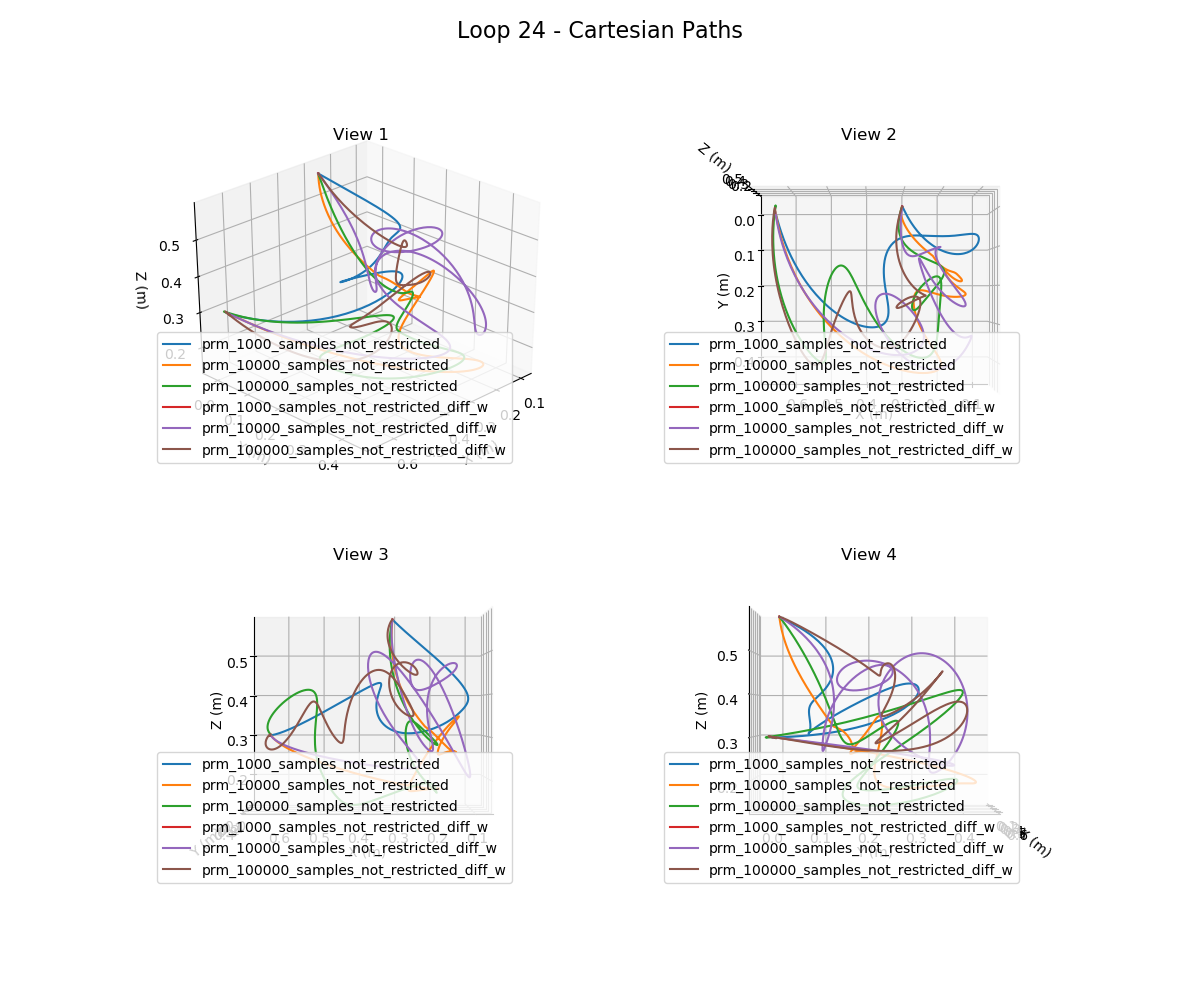 Loop 24 - Cartesian Paths
View 1
Z (m)
0.5
0.4
0.3
0.2
0.1
0.2
0.4
0.6
0.4
prm_1000_samples_not_restricted
prm_10000_samples_not_restricted
prm_100000_samples_not_restricted
prm_1000_samples_not_restricted_diff_w
prm_10000_samples_not_restricted_diff_w
prm_100000_samples_not_restricted_diff_w
View 2
Z (m)
0.0
0.1
0.2
0.3
Y (m)
X (m)
prm_1000_samples_not_restricted
prm_10000_samples_not_restricted
prm_100000_samples_not_restricted
prm_1000_samples_not_restricted_diff_w
prm_10000_samples_not_restricted_diff_w
prm_100000_samples_not_restricted_diff_w
View 3
Z (m)
0.5
0.4
0.3
prm_1000_samples_not_restricted
prm_10000_samples_not_restricted
prm_100000_samples_not_restricted
prm_1000_samples_not_restricted_diff_w
prm_10000_samples_not_restricted_diff_w
prm_100000_samples_not_restricted_diff_w
View 4
Z (m)
0.5
0.4
0.3
prm_1000_samples_not_restricted
prm_10000_samples_not_restricted
prm_100000_samples_not_restricted
prm_1000_samples_not_restricted_diff_w
prm_10000_samples_not_restricted_diff_w
prm_100000_samples_not_restricted_diff_w
X (m)